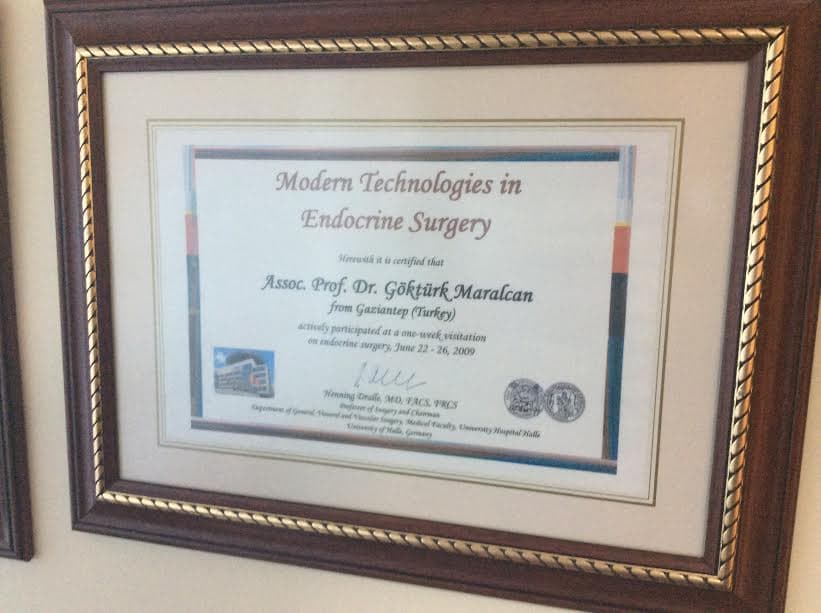 Modern Technologies in
Endocrine Surgery
Herewith it is certified that
Assoc. Prof. Dr. Göktürk Maralcan
from Gaziantep (Turkey)
actively participated at a one-week visitation
on endocrine surgery, June 22 - 26, 2009
Henning Dralle, MD, FACS, FRCS
Professor of Surgery and Chairman
Department of General, Visceral and Vascular Surgery, Medical Faculty, University Hospital Halle
University of Halle, Germany